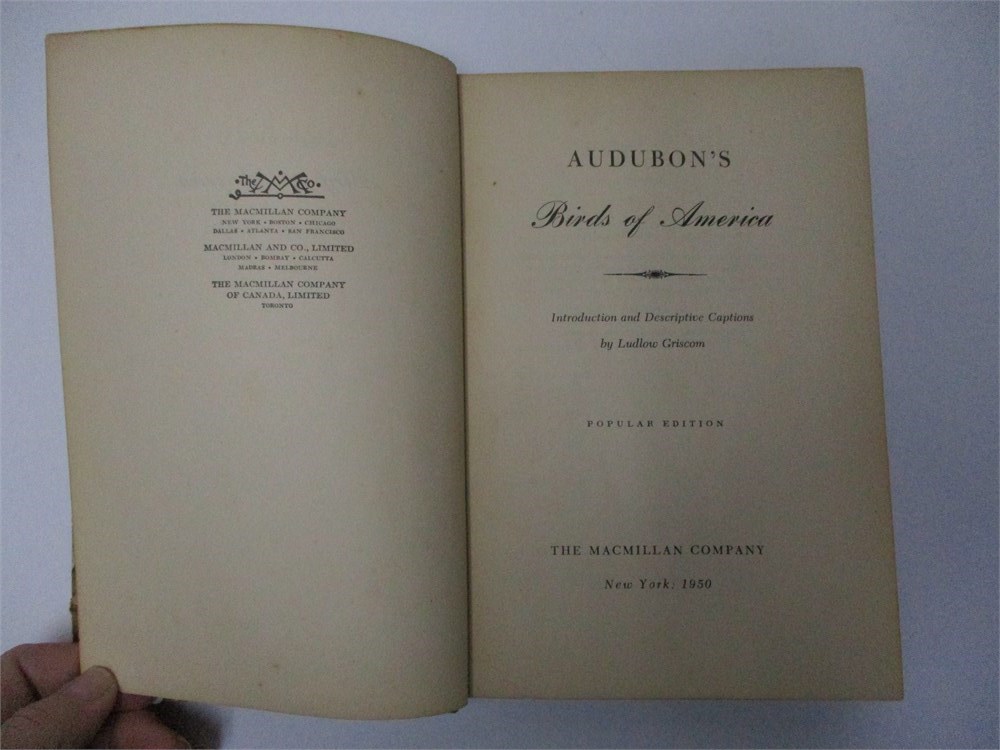 The M Co.
THE MACMILLAN COMPANY
NEW YORK • BOSTON • CHICAGO
DALLAS • ATLANTA • SAN FRANCISCO
MACMILLAN AND CO., LIMITED
LONDON • BOMBAY • CALCUTTA
MADRAS • MELBOURNE
THE MACMILLAN COMPANY
OF CANADA, LIMITED
TORONTO
AUDUBON'S
Birds of America
Introduction and Descriptive Captions
by Ludlow Griscom
POPULAR EDITION
THE MACMILLAN COMPANY
New York: 1950